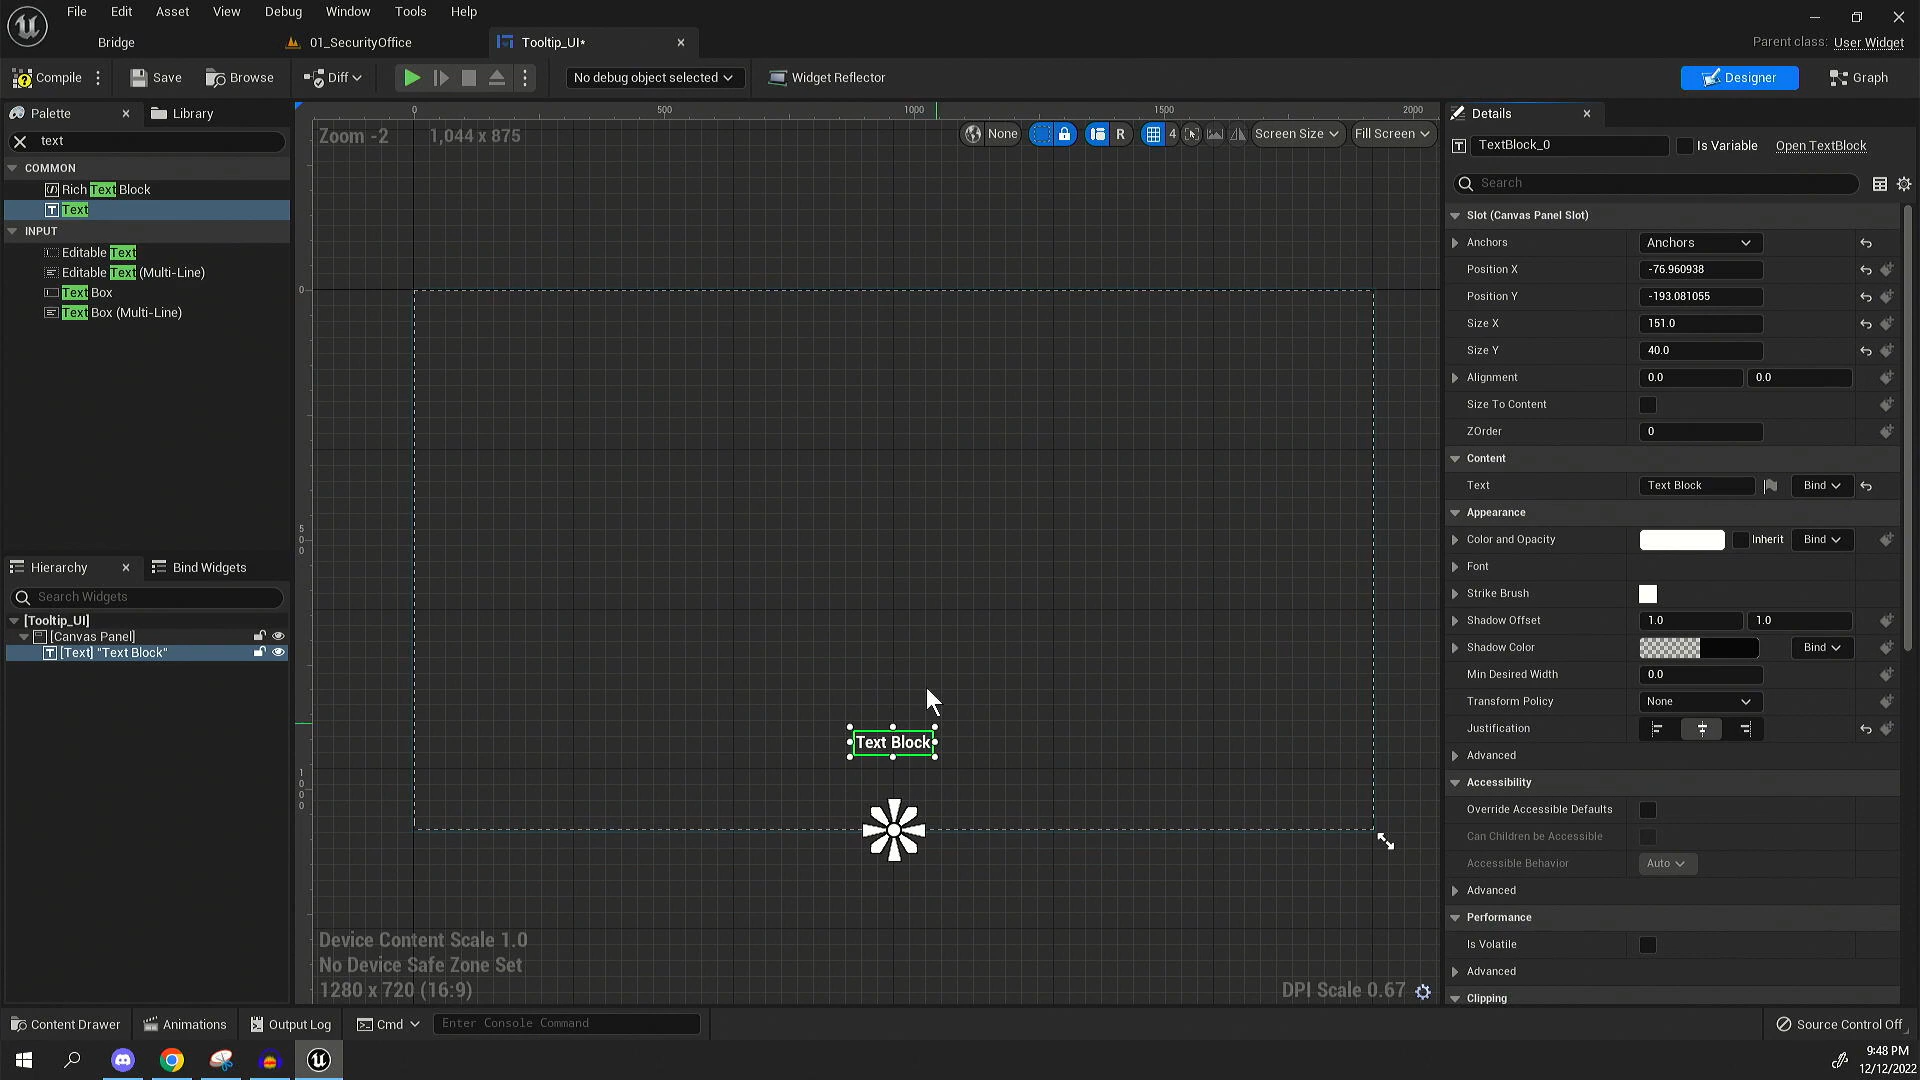 File Edit Asset View Debug Window Tools Help
Bridge 01_SecurityOffice Tooltip_UI*
Parent class: User Widget
Compile Save Browse Diff No debug object selected Widget Reflector Designer Graph
Palette Library
text
COMMON
Rich Text Block
Text
INPUT
Editable Text
Editable Text (Multi-Line)
Text Box
Text Box (Multi-Line)
Hierarchy Bind Widgets
Search Widgets
[Tooltip_UI]
[Canvas Panel]
[Text] "Text Block"
0 500 1000 1500 2000
Zoom -2 1,044 x 875
None R 4 Screen Size Fill Screen
0
500
1000
Text Block
Device Content Scale 1.0
No Device Safe Zone Set
1280 x 720 (16:9)
DPI Scale 0.67
Details
TextBlock_0 Is Variable Open TextBlock
Search
Slot (Canvas Panel Slot)
Anchors Anchors
Position X -76.960938
Position Y -193.081055
Size X 151.0
Size Y 40.0
Alignment 0.0 0.0
Size To Content
ZOrder 0
Content
Text Text Block Bind
Appearance
Color and Opacity Inherit Bind
Font
Strike Brush
Shadow Offset 1.0 1.0
Shadow Color Bind
Min Desired Width 0.0
Transform Policy None
Justification
Advanced
Accessibility
Override Accessible Defaults
Can Children be Accessible
Accessible Behavior Auto
Advanced
Performance
Is Volatile
Advanced
Clipping
Content Drawer Animations Output Log Cmd Enter Console Command Source Control Off
9:48 PM
12/12/2022